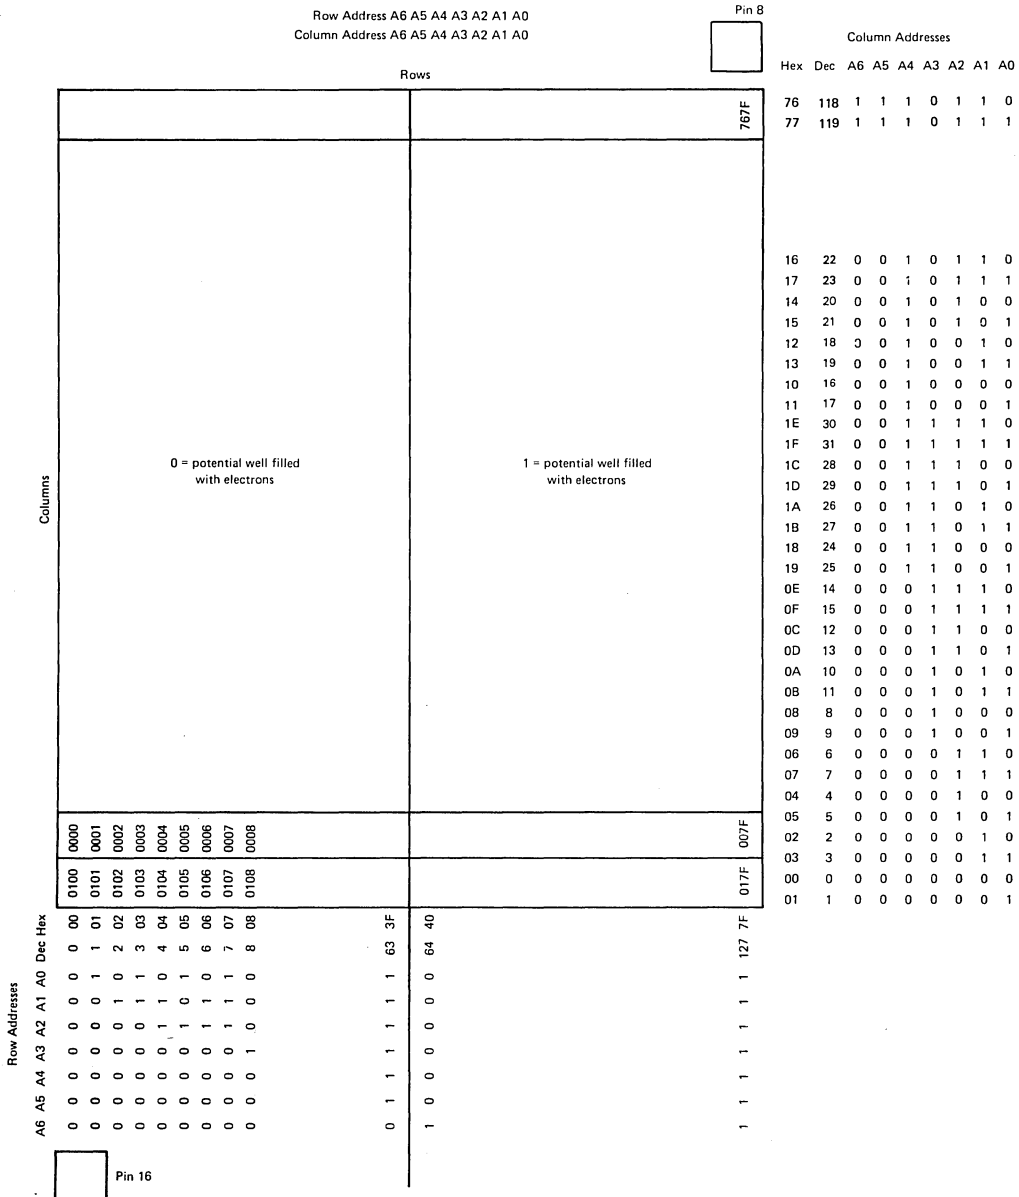 Row Address A6 A5 A4 A3 A2 A1 A0
Column Address A6 A5 A4 A3 A2 A1 A0
Pin 8
Rows
Column Addresses
Hex Dec A6 A5 A4 A3 A2 A1 A0
76 118 1 1 1 0 1 1 0
77 119 1 1 1 0 1 1 1
16 22 0 0 1 0 1 1 0
17 23 0 0 1 0 1 1 1
14 20 0 0 1 0 1 0 0
15 21 0 0 1 0 1 0 1
12 18 0 0 1 0 0 1 0
13 19 0 0 1 0 0 1 1
10 16 0 0 1 0 0 0 0
11 17 0 0 1 0 0 0 1
1E 30 0 0 1 1 1 1 0
1F 31 0 0 1 1 1 1 1
1C 28 0 0 1 1 1 0 0
1D 29 0 0 1 1 1 0 1
1A 26 0 0 1 1 0 1 0
1B 27 0 0 1 1 0 1 1
18 24 0 0 1 1 0 0 0
19 25 0 0 1 1 0 0 1
0E 14 0 0 0 1 1 1 0
0F 15 0 0 0 1 1 1 1
0C 12 0 0 0 1 1 0 0
0D 13 0 0 0 1 1 0 1
0A 10 0 0 0 1 0 1 0
0B 11 0 0 0 1 0 1 1
08 8 0 0 0 1 0 0 0
09 9 0 0 0 1 0 0 1
06 6 0 0 0 0 1 1 0
07 7 0 0 0 0 1 1 1
04 4 0 0 0 0 1 0 0
05 5 0 0 0 0 1 0 1
02 2 0 0 0 0 0 1 0
03 3 0 0 0 0 0 1 1
00 0 0 0 0 0 0 0 0
01 1 0 0 0 0 0 0 1
767F
Columns
0 = potential well filled
with electrons
1 = potential well filled
with electrons
0000 0001 0002 0003 0004 0005 0006 0007 0008 007F
0100 0101 0102 0103 0104 0105 0106 0107 0108 017F
Row Addresses
Hex 00 01 02 03 04 05 06 07 08 3F 40 7F
Dec 0 1 2 3 4 5 6 7 8 63 64 127
A0 0 1 0 1 0 1 0 1 0 1 0 1
A1 0 0 1 1 1 0 1 1 0 1 0 1
A2 0 0 0 0 1 1 1 1 0 1 0 1
A3 0 0 0 0 0 0 0 0 1 1 0 1
A4 0 0 0 0 0 0 0 0 0 1 0 1
A5 0 0 0 0 0 0 0 0 0 1 0 1
A6 0 0 0 0 0 0 0 0 0 0 1 1
Pin 16